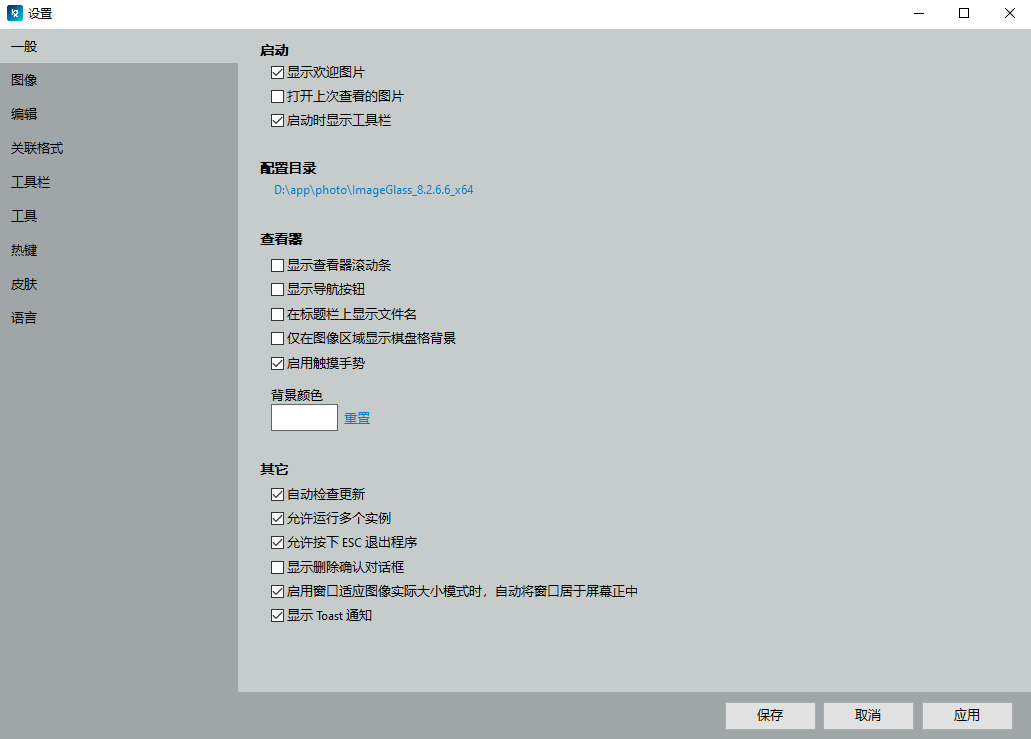 设置
一般
图像
编辑
关联格式
工具栏
工具
热键
皮肤
语言
启动
显示欢迎图片
打开上次查看的图片
启动时显示工具栏
配置目录
D:\app\photo\ImageGlass_8.2.6.6_x64
查看器
显示查看器滚动条
显示导航按钮
在标题栏上显示文件名
仅在图像区域显示棋盘格背景
启用触摸手势
背景颜色
重置
其它
自动检查更新
允许运行多个实例
允许按下 ESC 退出程序
显示删除确认对话框
启用窗口适应图像实际大小模式时，自动将窗口居于屏幕正中
显示 Toast 通知
保存
取消
应用